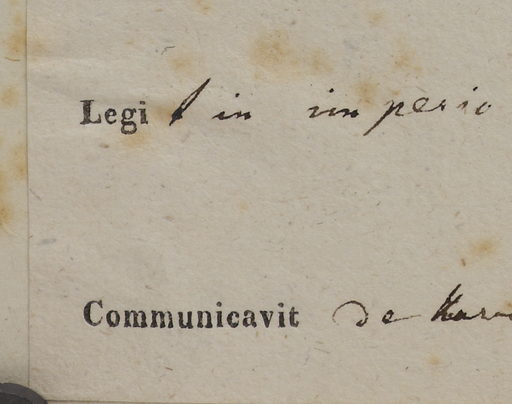 Legi in imperio
Communicavit de